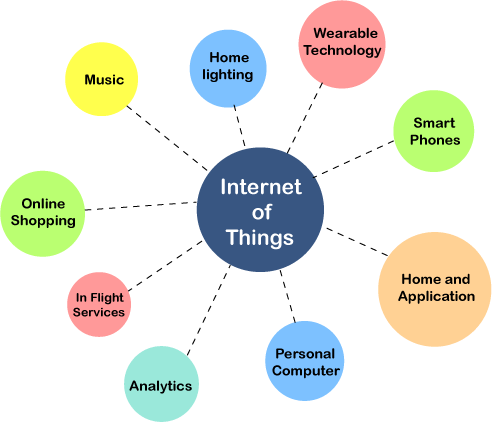 Wearable
Technology
Home
lighting
Music
Smart
Phones
Internet
of
Things
Online
Shopping
Home and
Application
In Flight
Services
Personal
Computer
Analytics